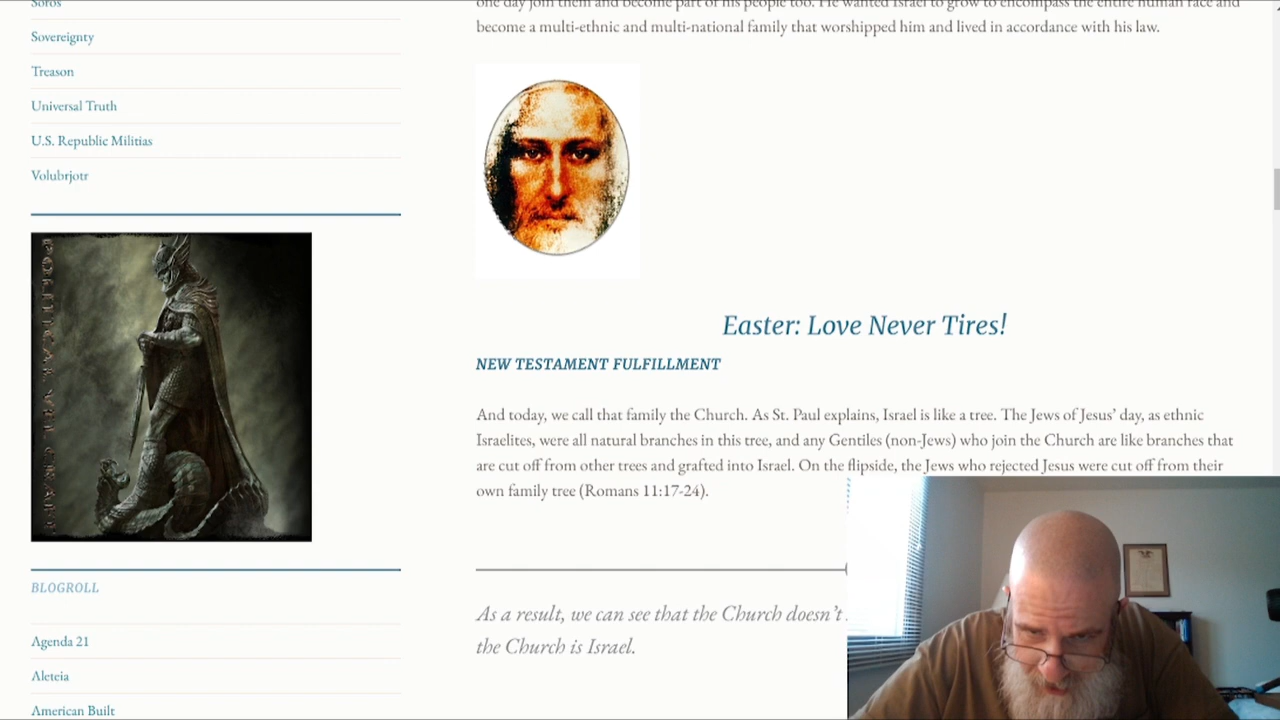 Soros
Sovereignty
Treason
Universal Truth
U.S. Republic Militias
Volubrjotr
BLOGROLL
Agenda 21
Aleteia
American Built
one day join them and become part of his people too. He wanted Israel to grow to encompass the entire human race and
become a multi-ethnic and multi-national family that worshipped him and lived in accordance with his law.
Easter: Love Never Tires!
NEW TESTAMENT FULFILLMENT
And today, we call that family the Church. As St. Paul explains, Israel is like a tree. The Jews of Jesus’ day, as ethnic
Israelites, were all natural branches in this tree, and any Gentiles (non-Jews) who join the Church are like branches that
are cut off from other trees and grafted into Israel. On the flipside, the Jews who rejected Jesus were cut off from their
own family tree (Romans 11:17-24).
As a result, we can see that the Church doesn’t
the Church is Israel.